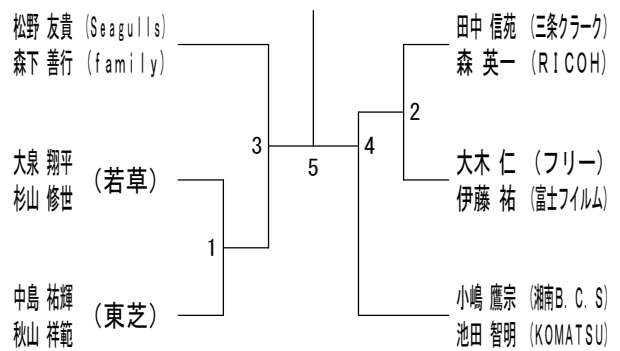 松野 友貴 (Seagulls)
森下 善行 (family)
大泉 翔平
杉山 修世
(若草)
中島 祐輝
秋山 祥範
(東芝)
1
3
5
4
2
田中 信苑 (三条クラーク)
森 英一 (RICOH)
大木 仁 (フリー)
伊藤 祐 (富士フイルム)
小嶋 鷹宗 (湘南B.C.S)
池田 智明 (KOMATSU)